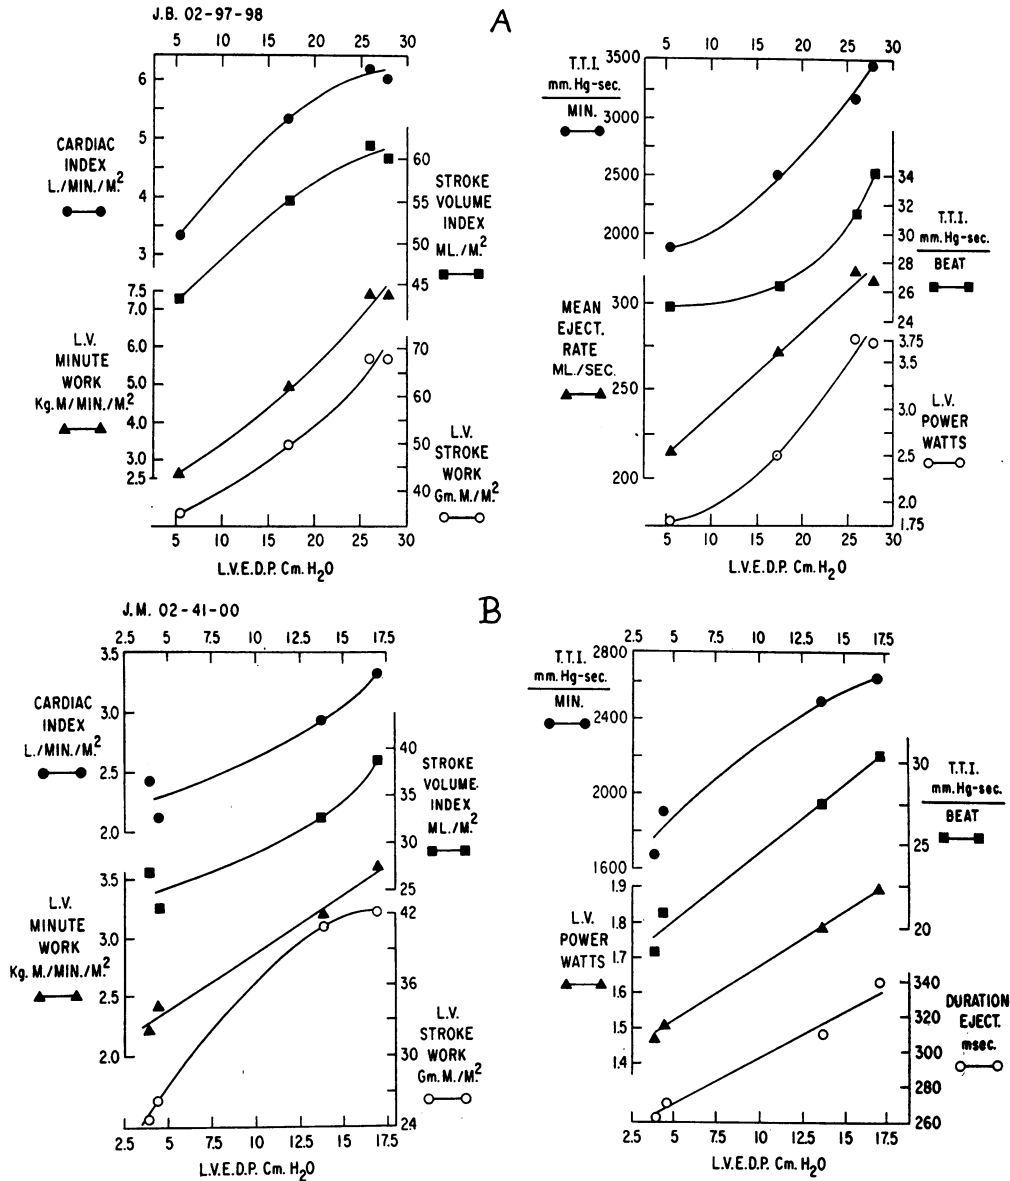 J.B. 02-97-98
A
5 10 15 20 25 30
6
5
4
3
CARDIAC
INDEX
L./MIN./M.²
60
55
50
45
STROKE
VOLUME
INDEX
ML./M.²
7.5
7.0
6.0
5.0
4.0
3.0
2.5
L.V.
MINUTE
WORK
Kg.M/MIN./M.²
70
60
50
40
L.V.
STROKE
WORK
Gm.M./M.²
5 10 15 20 25 30
L.V.E.D.P. Cm. H₂O
5 10 15 20 25 30
T.T.I.
mm.Hg-sec.
MIN.
3500
3000
2500
2000
34
32
30
28
26
24
T.T.I.
mm.Hg-sec.
BEAT
MEAN
EJECT.
RATE
ML./SEC.
300
250
200
3.75
3.5
3.0
2.5
2.0
1.75
L.V.
POWER
WATTS
5 10 15 20 25 30
L.V.E.D.P. Cm. H₂O
J.M. 02-41-00
B
2.5 5 7.5 10 12.5 15 17.5
3.5
3.0
2.5
2.0
CARDIAC
INDEX
L./MIN./M.²
40
35
30
25
STROKE
VOLUME
INDEX
ML./M.²
3.5
3.0
2.5
2.0
L.V.
MINUTE
WORK
Kg.M./MIN./M.²
42
36
30
24
L.V.
STROKE
WORK
Gm.M./M.²
2.5 5 7.5 10 12.5 15 17.5
L.V.E.D.P. Cm. H₂O
2.5 5 7.5 10 12.5 15 17.5
T.T.I.
mm.Hg-sec.
MIN.
2800
2400
2000
1600
30
25
20
T.T.I.
mm.Hg-sec.
BEAT
1.9
1.8
1.7
1.6
1.5
1.4
L.V.
POWER
WATTS
340
320
300
280
260
DURATION
EJECT.
msec.
2.5 5 7.5 10 12.5 15 17.5
L.V.E.D.P. Cm. H₂O